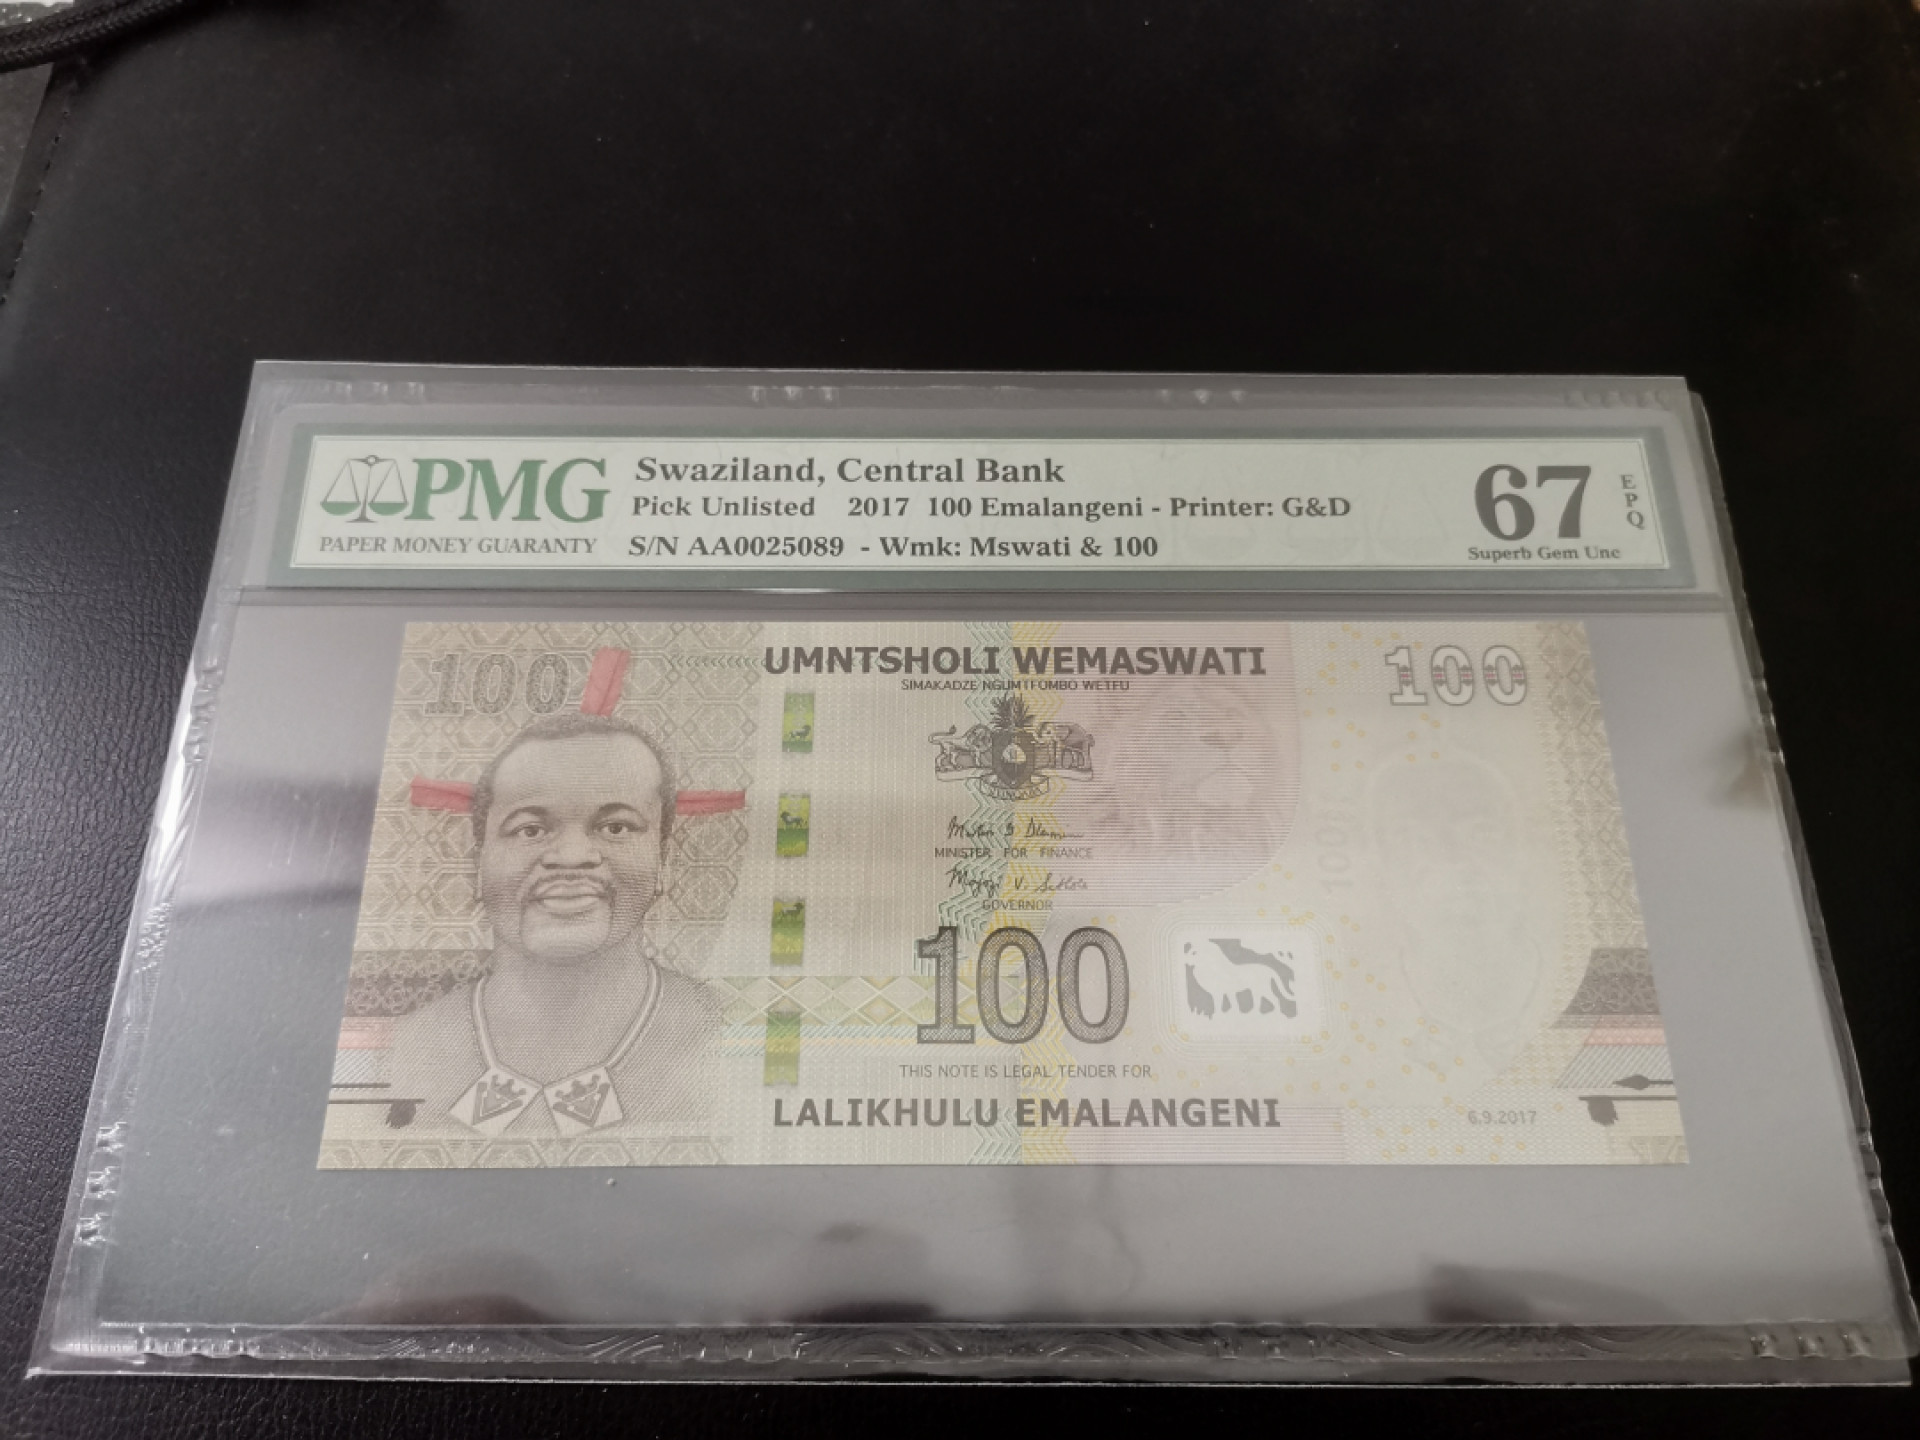 PMG
PAPER MONEY GUARANTY
Swaziland, Central Bank
Pick Unlisted 2017 100 Emalangeni - Printer: G&D
S/N AA0025089 - Wmk: Mswati & 100
67
EPQ
Superb Gem Unc
100
UMNTSHOLI WEMASWATI
SIMAKADZE NGUMTFOMBO WETFU
100
MINISTER FOR FINANCE
GOVERNOR
100
100
THIS NOTE IS LEGAL TENDER FOR
LALIKHULU EMALANGENI
6.9.2017